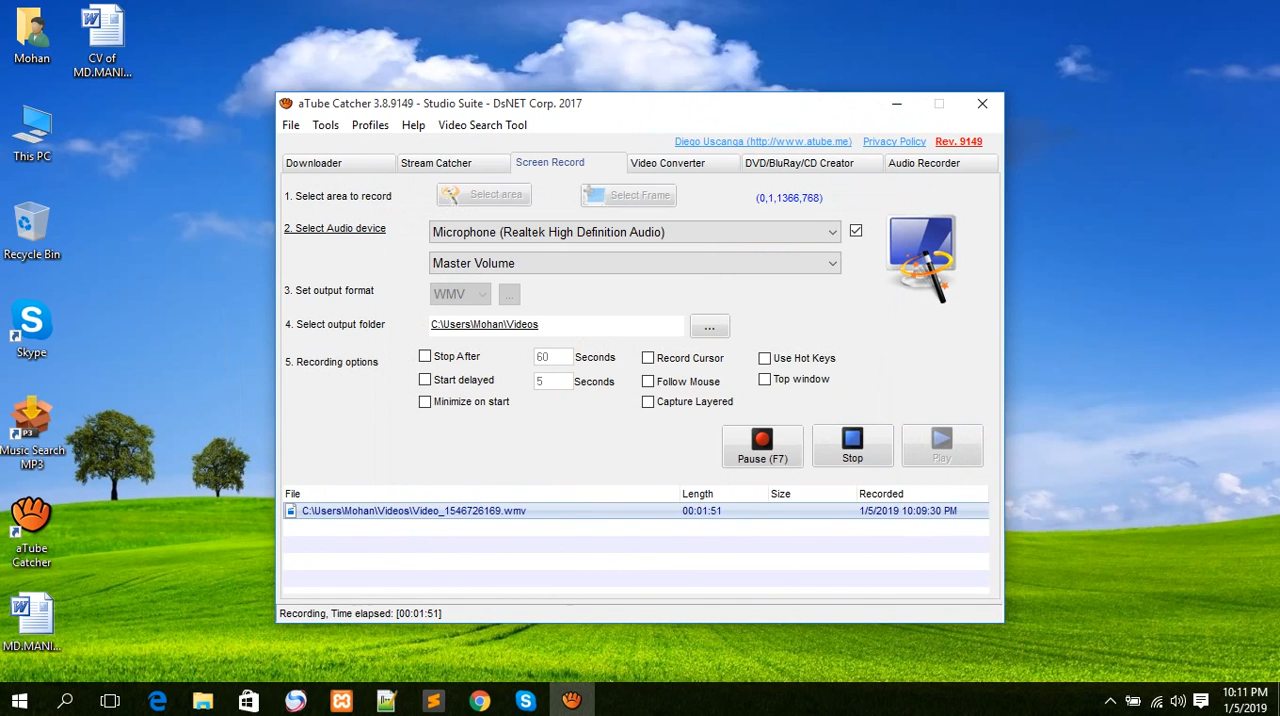 Mohan
CV of
MD.MANI...
This PC
Recycle Bin
S
Skype
P3
Music Search
MP3
aTube
Catcher
MD.MANI...
aTube Catcher 3.8.9149 - Studio Suite - DsNET Corp. 2017
File Tools Profiles Help Video Search Tool
Diego Uscanga (http://www.atube.me) Privacy Policy Rev. 9149
Downloader Stream Catcher Screen Record Video Converter DVD/BluRay/CD Creator Audio Recorder
1. Select area to record Select area Select Frame (0,1,1366,768)
2. Select Audio device Microphone (Realtek High Definition Audio)
Master Volume
3. Set output format WMV ...
4. Select output folder C:\Users\Mohan\Videos ...
5. Recording options Stop After 60 Seconds Record Cursor Use Hot Keys
Start delayed 5 Seconds Follow Mouse Top window
Minimize on start Capture Layered
Pause (F7) Stop Play
File Length Size Recorded
C:\Users\Mohan\Videos\Video_1546726169.wmv 00:01:51 1/5/2019 10:09:30 PM
Recording, Time elapsed: [00:01:51]
10:11 PM
1/5/2019